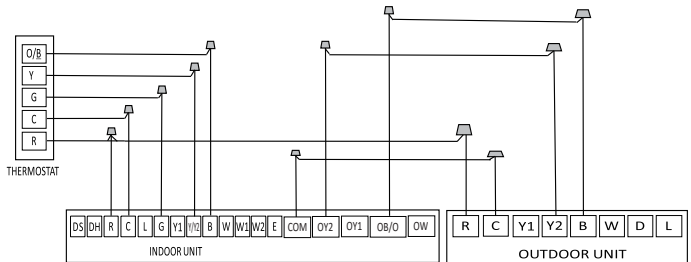 O/B
Y
G
C
R
THERMOSTAT
DS DH R C L G Y1 Y/Y2 B W W1 W2 E COM OY2 OY1 OB/O OW
INDOOR UNIT
R C Y1 Y2 B W D L
OUTDOOR UNIT